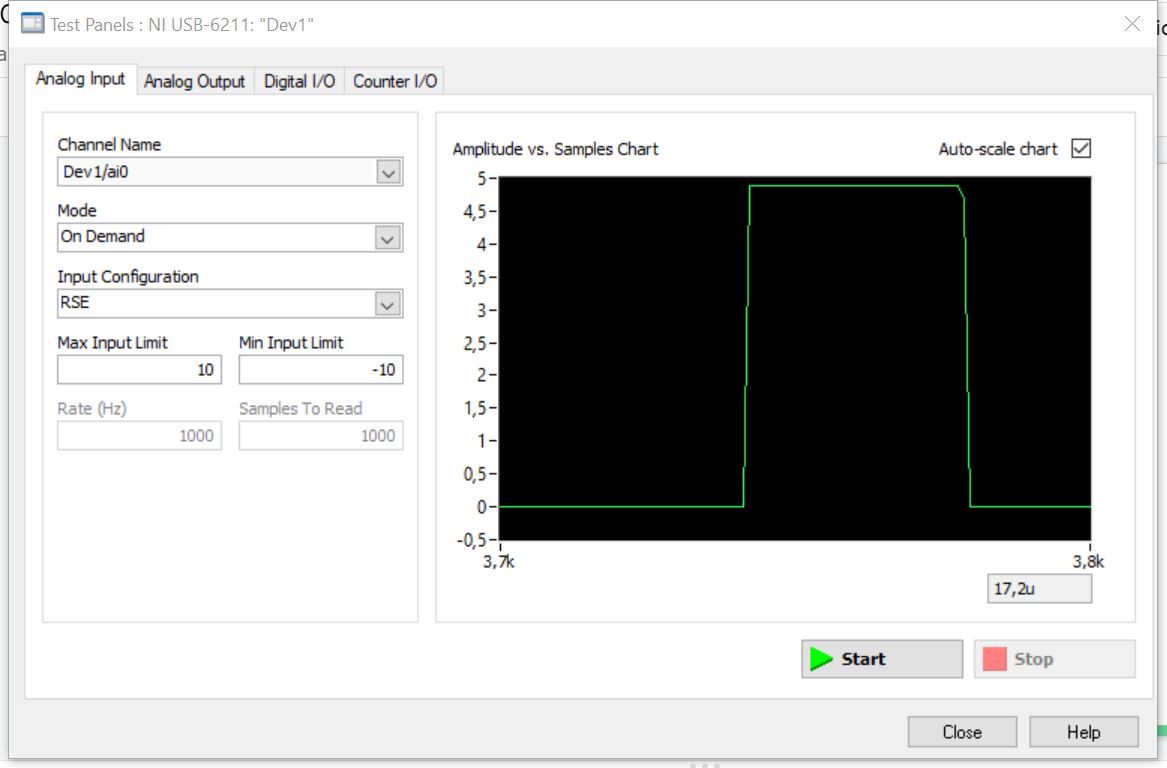 Test Panels : NI USB-6211: "Dev1"
Analog Input Analog Output Digital I/O Counter I/O
Channel Name
Dev1/ai0
Mode
On Demand
Input Configuration
RSE
Max Input Limit Min Input Limit
10 -10
Rate (Hz) Samples To Read
1000 1000
Amplitude vs. Samples Chart Auto-scale chart
5
4,5
4
3,5
3
2,5
2
1,5
1
0,5
0
-0,5
3,7k 3,8k
17,2u
Start Stop
Close Help